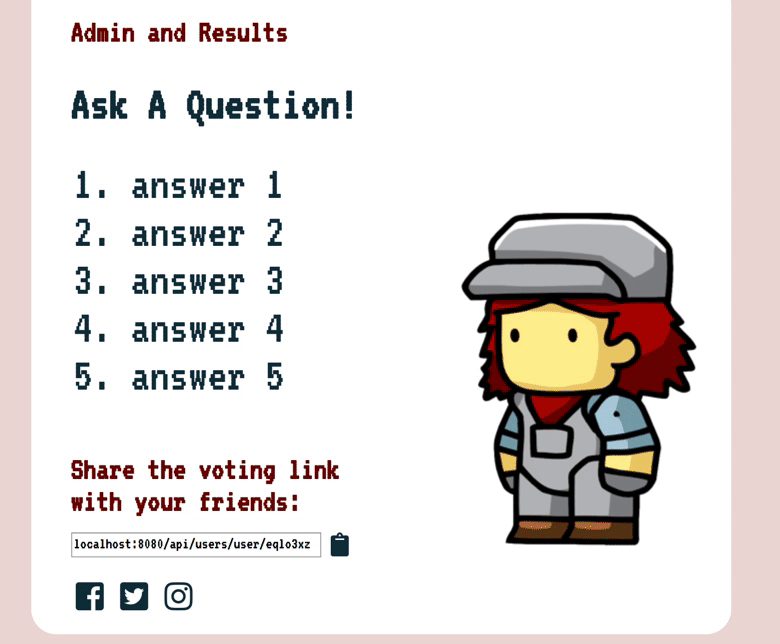 Admin and Results
Ask A Question!
1. answer 1
2. answer 2
3. answer 3
4. answer 4
5. answer 5
Share the voting link
with your friends:
localhost:8080/api/users/user/eqlo3xz